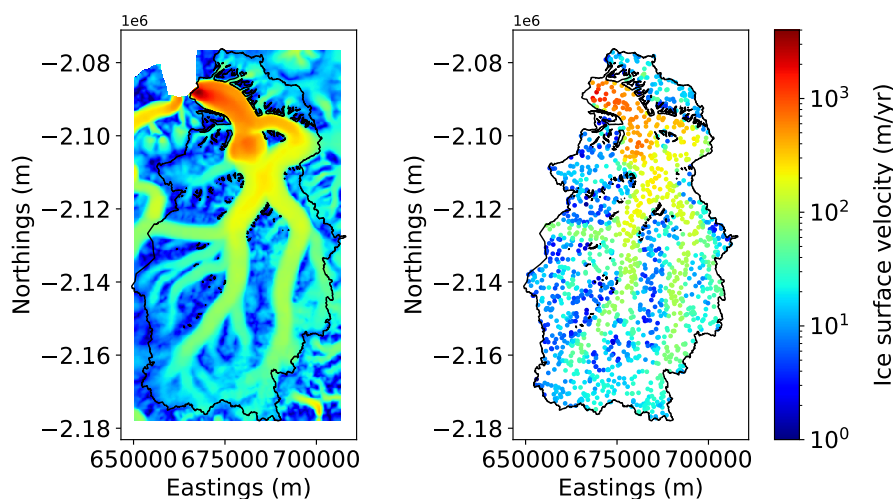 1e6
−2.08
−2.10
−2.12
−2.14
−2.16
−2.18
650000 675000 700000
Eastings (m)
Northings (m)
1e6
−2.08
−2.10
−2.12
−2.14
−2.16
−2.18
650000 675000 700000
Eastings (m)
Northings (m)
10³
10²
10¹
10⁰
Ice surface velocity (m/yr)